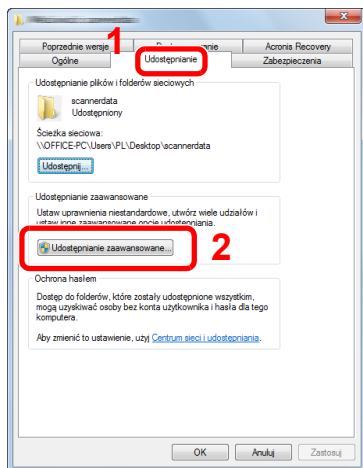 Poprzednie wersje
Acronis Recovery
Ogólne
Udostępnianie
Zabezpieczenia
1
Udostępnianie plików i folderów sieciowych
scannerdata
Udostępniony
Ścieżka sieciowa:
\\OFFICE-PC\Users\PL\Desktop\scannerdata
Udostępnij...
Udostępnianie zaawansowane
Ustaw uprawnienia niestandardowe, utwórz wiele udziałów i
ustaw inne zaawansowane opcje udostępniania.
Udostępnianie zaawansowane...
2
Ochrona hasłem
Dostęp do folderów, które zostały udostępnione wszystkim,
mogą uzyskiwać osoby bez konta użytkownika i hasła dla tego
komputera.
Aby zmienić to ustawienie, użyj Centrum sieci i udostępniania.
OK
Anuluj
Zastosuj